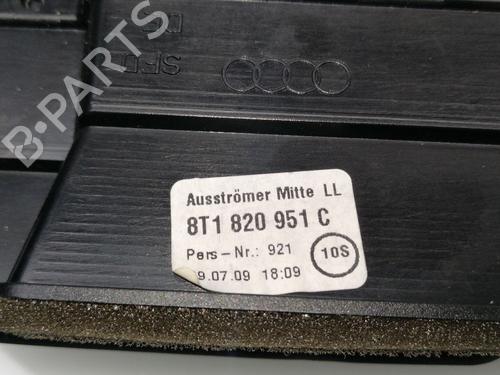 B-PARTS
Ausströmer Mitte LL
8T1 820 951 C
Pers-Nr.: 921
9.07.09 18:09
10S